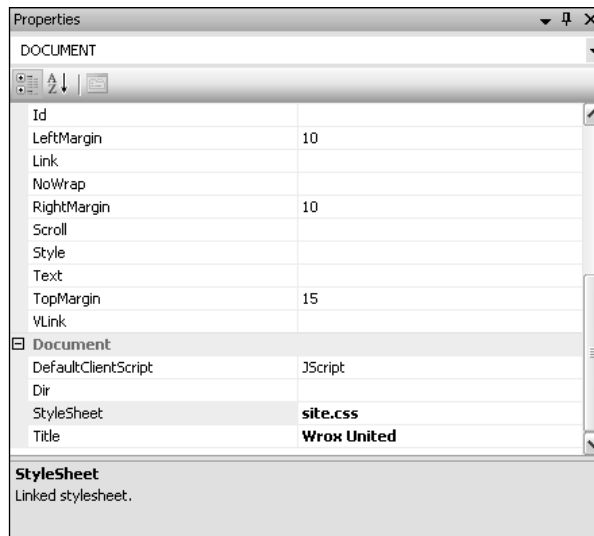 Properties
DOCUMENT
Id
LeftMargin 10
Link
NoWrap
RightMargin 10
Scroll
Style
Text
TopMargin 15
VLink
Document
DefaultClientScript JScript
Dir
StyleSheet site.css
Title Wrox United
StyleSheet
Linked stylesheet.